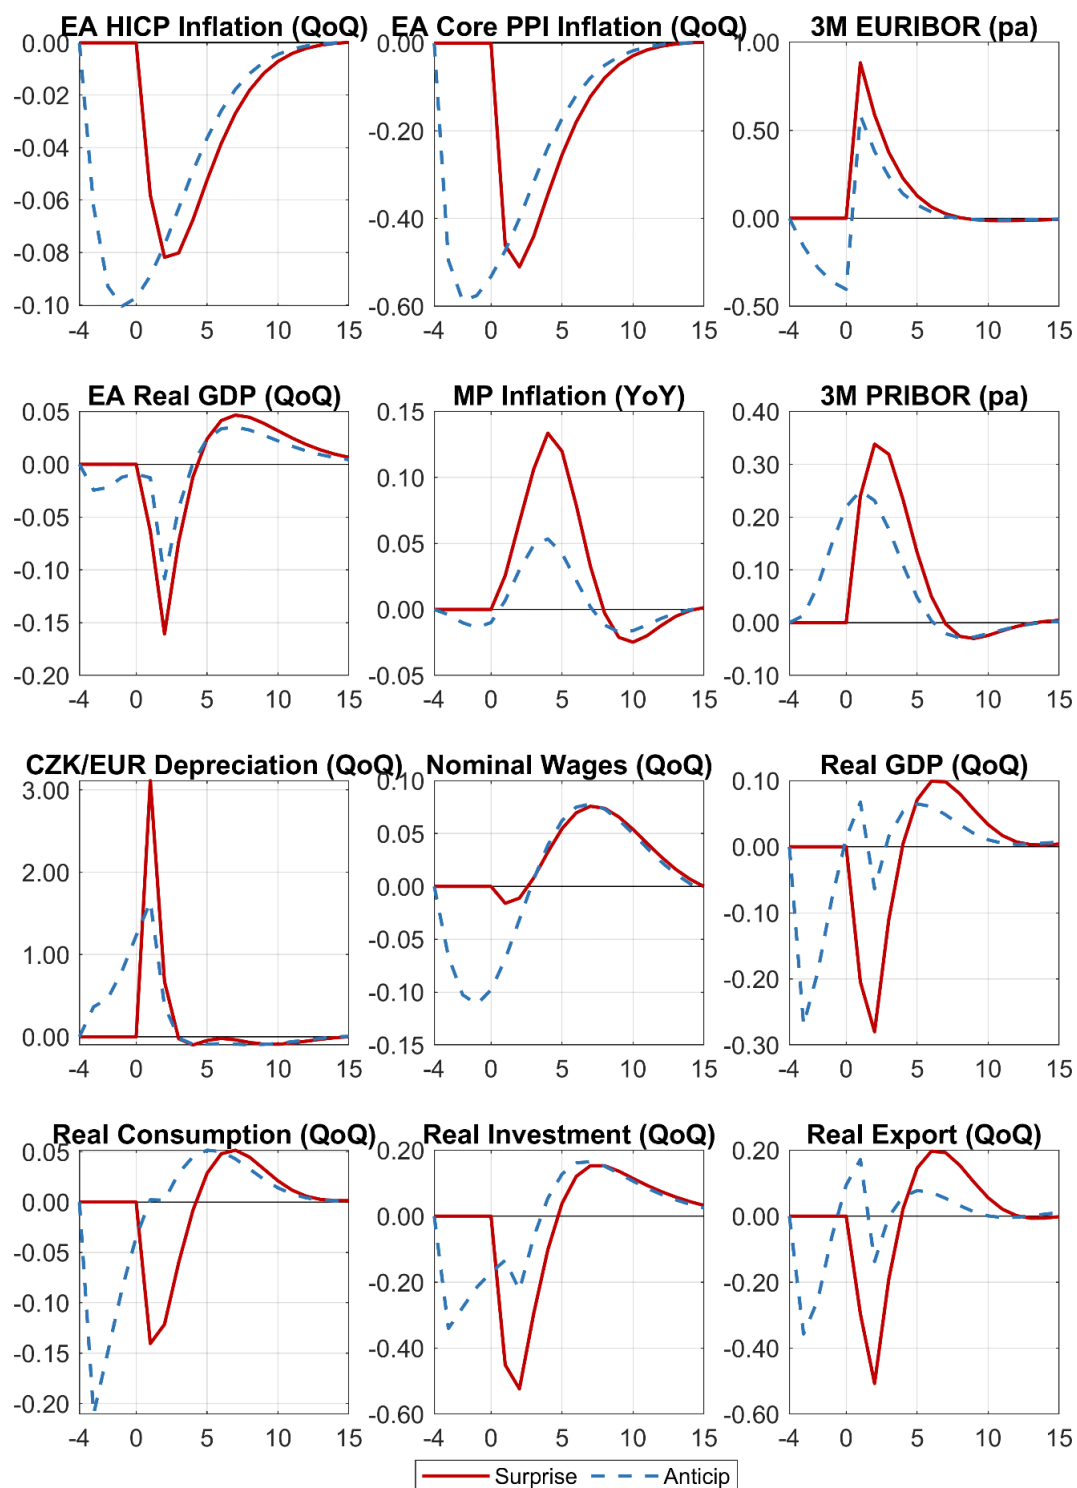 EA HICP Inflation (QoQ)
EA Core PPI Inflation (QoQ)
3M EURIBOR (pa)
0.00
-0.02
-0.04
-0.06
-0.08
-0.10
-4 0 5 10 15
0.00
-0.20
-0.40
-0.60
-4 0 5 10 15
1.00
0.50
0.00
-0.50
-4 0 5 10 15
EA Real GDP (QoQ)
MP Inflation (YoY)
3M PRIBOR (pa)
0.05
0.00
-0.05
-0.10
-0.15
-0.20
-4 0 5 10 15
0.15
0.10
0.05
0.00
-0.05
-4 0 5 10 15
0.40
0.30
0.20
0.10
0.00
-0.10
-4 0 5 10 15
CZK/EUR Depreciation (QoQ)
Nominal Wages (QoQ)
Real GDP (QoQ)
3.00
2.00
1.00
0.00
-4 0 5 10 15
0.10
0.05
0.00
-0.05
-0.10
-0.15
-4 0 5 10 15
0.10
0.00
-0.10
-0.20
-0.30
-4 0 5 10 15
Real Consumption (QoQ)
Real Investment (QoQ)
Real Export (QoQ)
0.05
0.00
-0.05
-0.10
-0.15
-0.20
-4 0 5 10 15
0.20
0.00
-0.20
-0.40
-0.60
-4 0 5 10 15
0.20
0.00
-0.20
-0.40
-0.60
-4 0 5 10 15
Surprise Anticip